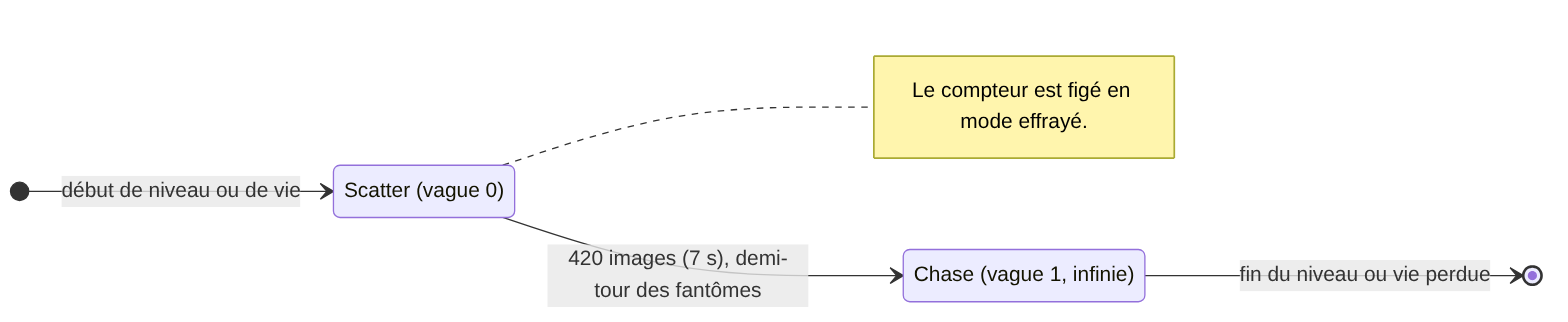 Le compteur est figé en
mode effrayé.
début de niveau ou de vie
Scatter (vague 0)
420 images (7 s), demi-
tour des fantômes
Chase (vague 1, infinie)
fin du niveau ou vie perdue